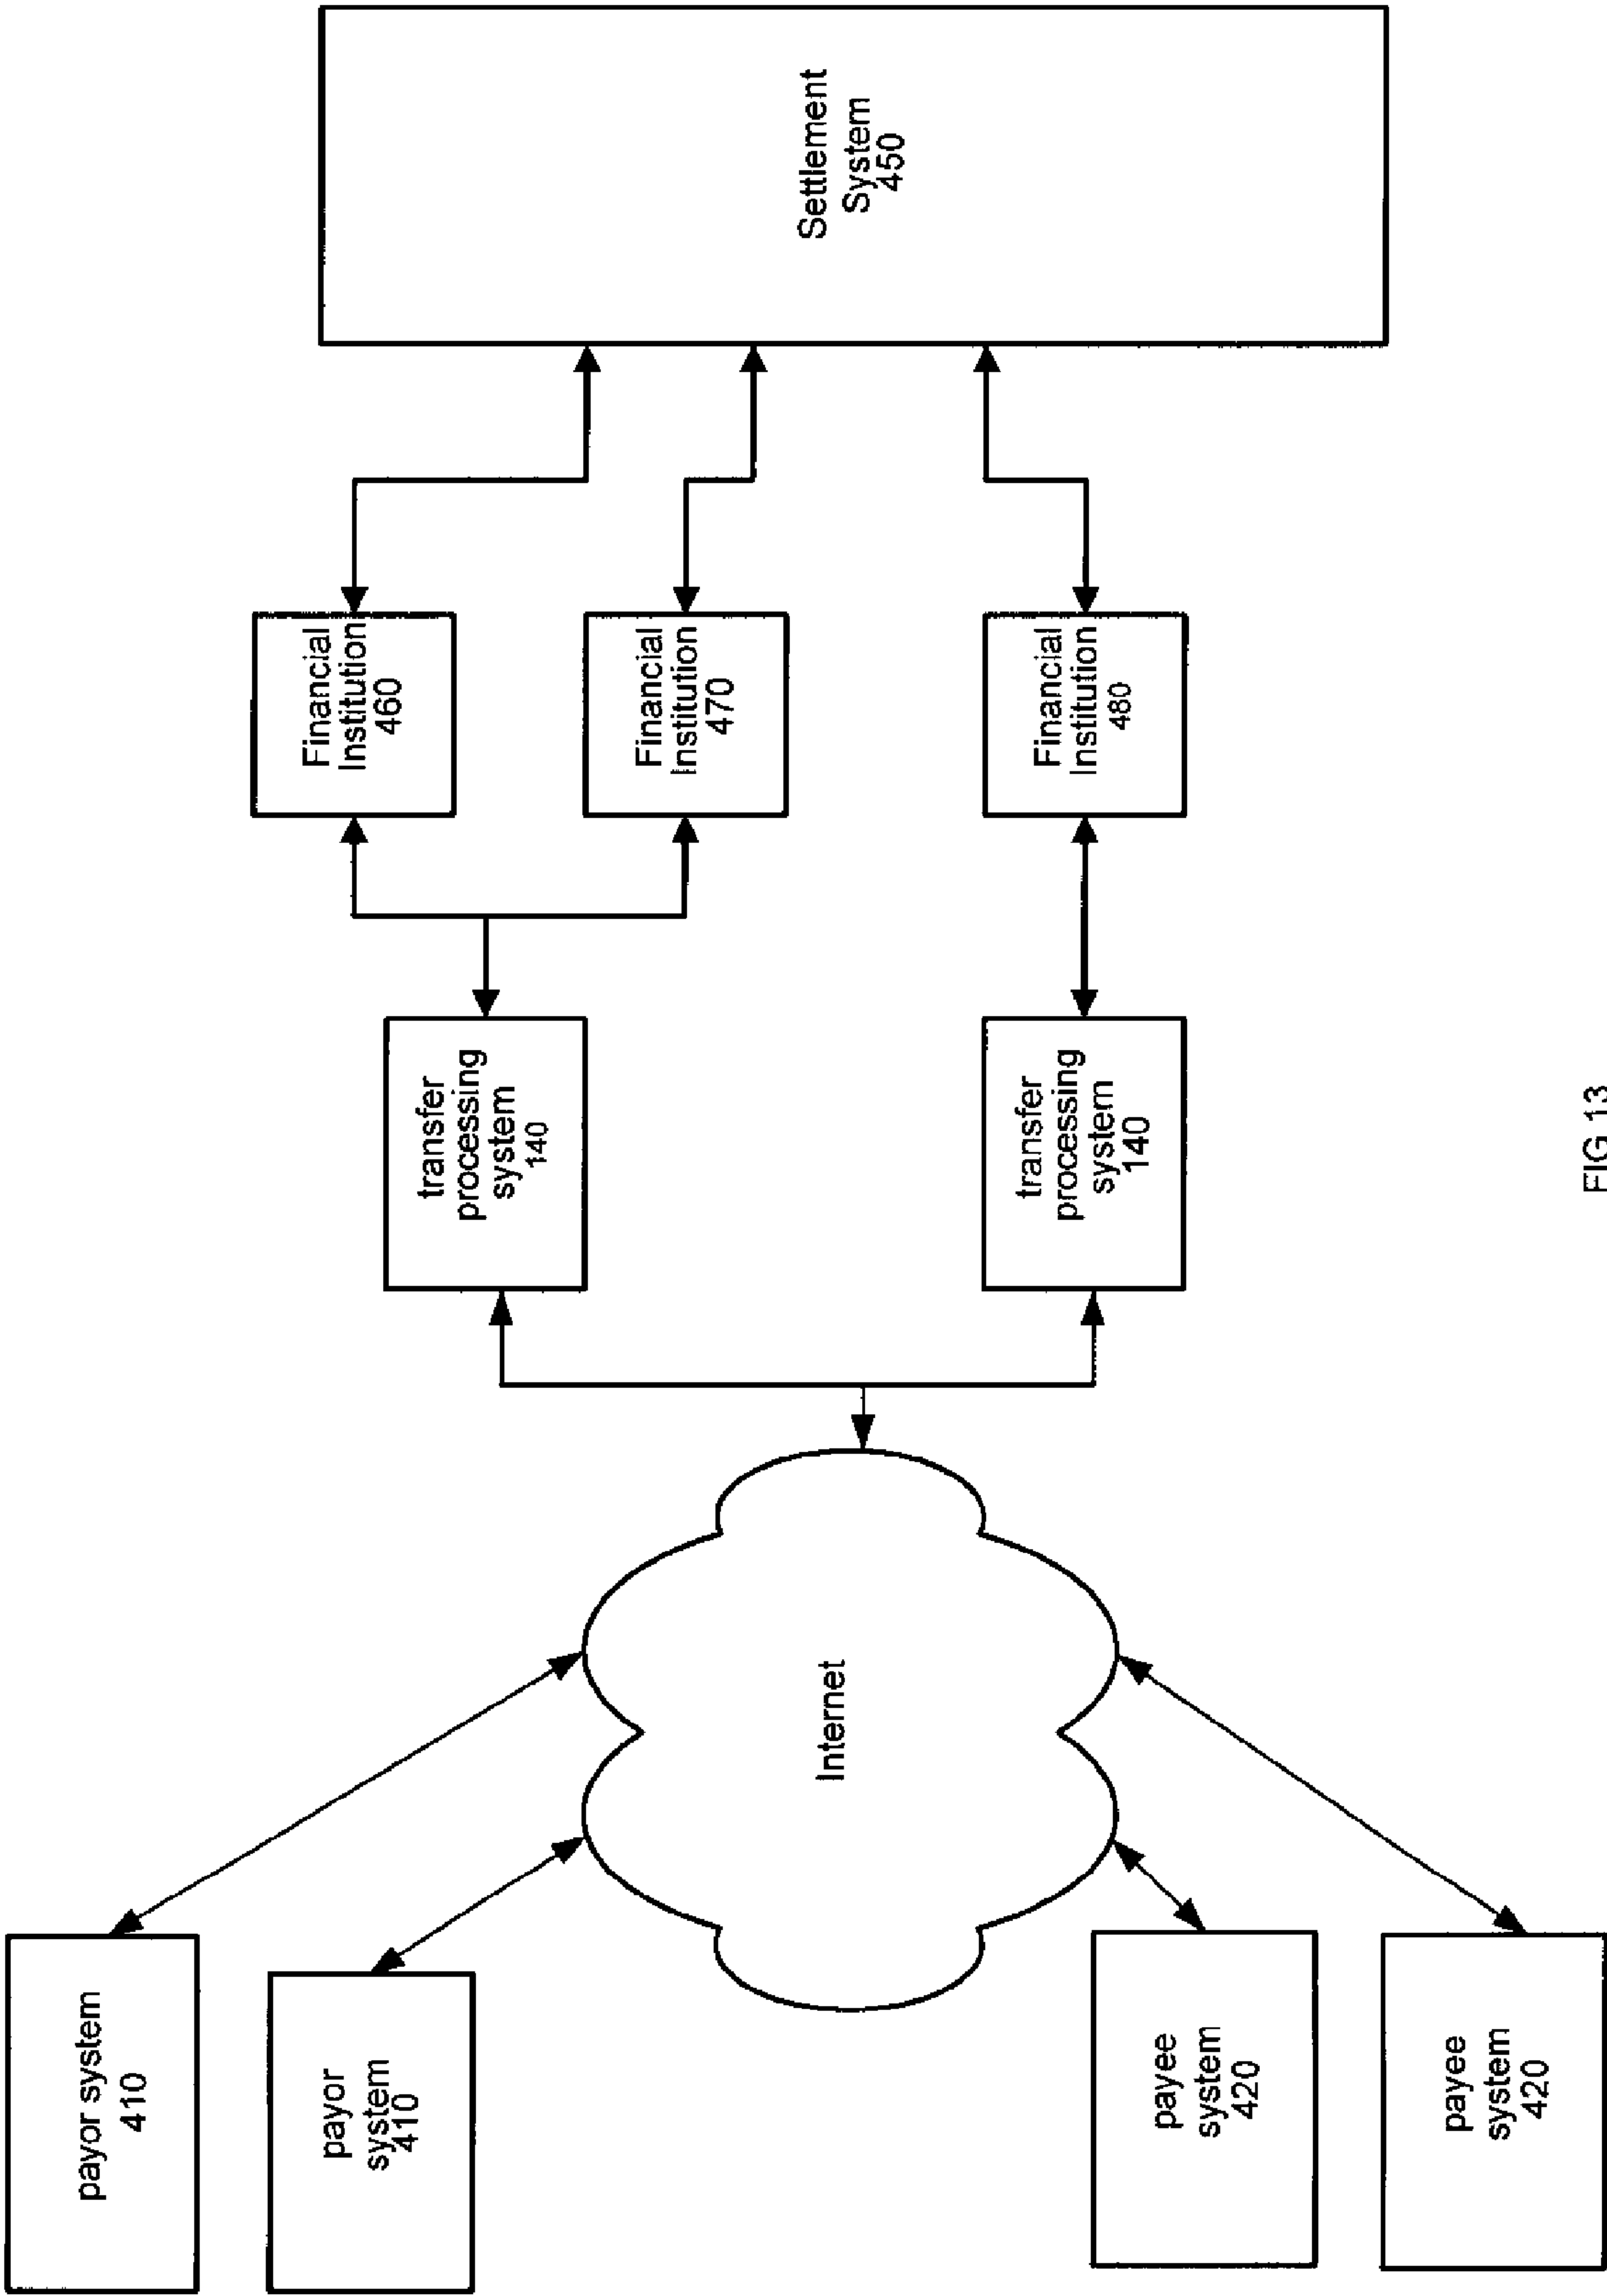 payor system
410
payor
system
410
payee
system
420
payee
system
420
Internet
transfer
processing
system
140
transfer
processing
system
140
Financial
Institution
460
Financial
Institution
470
Financial
Institution
480
Settlement
System
450
FIG 13